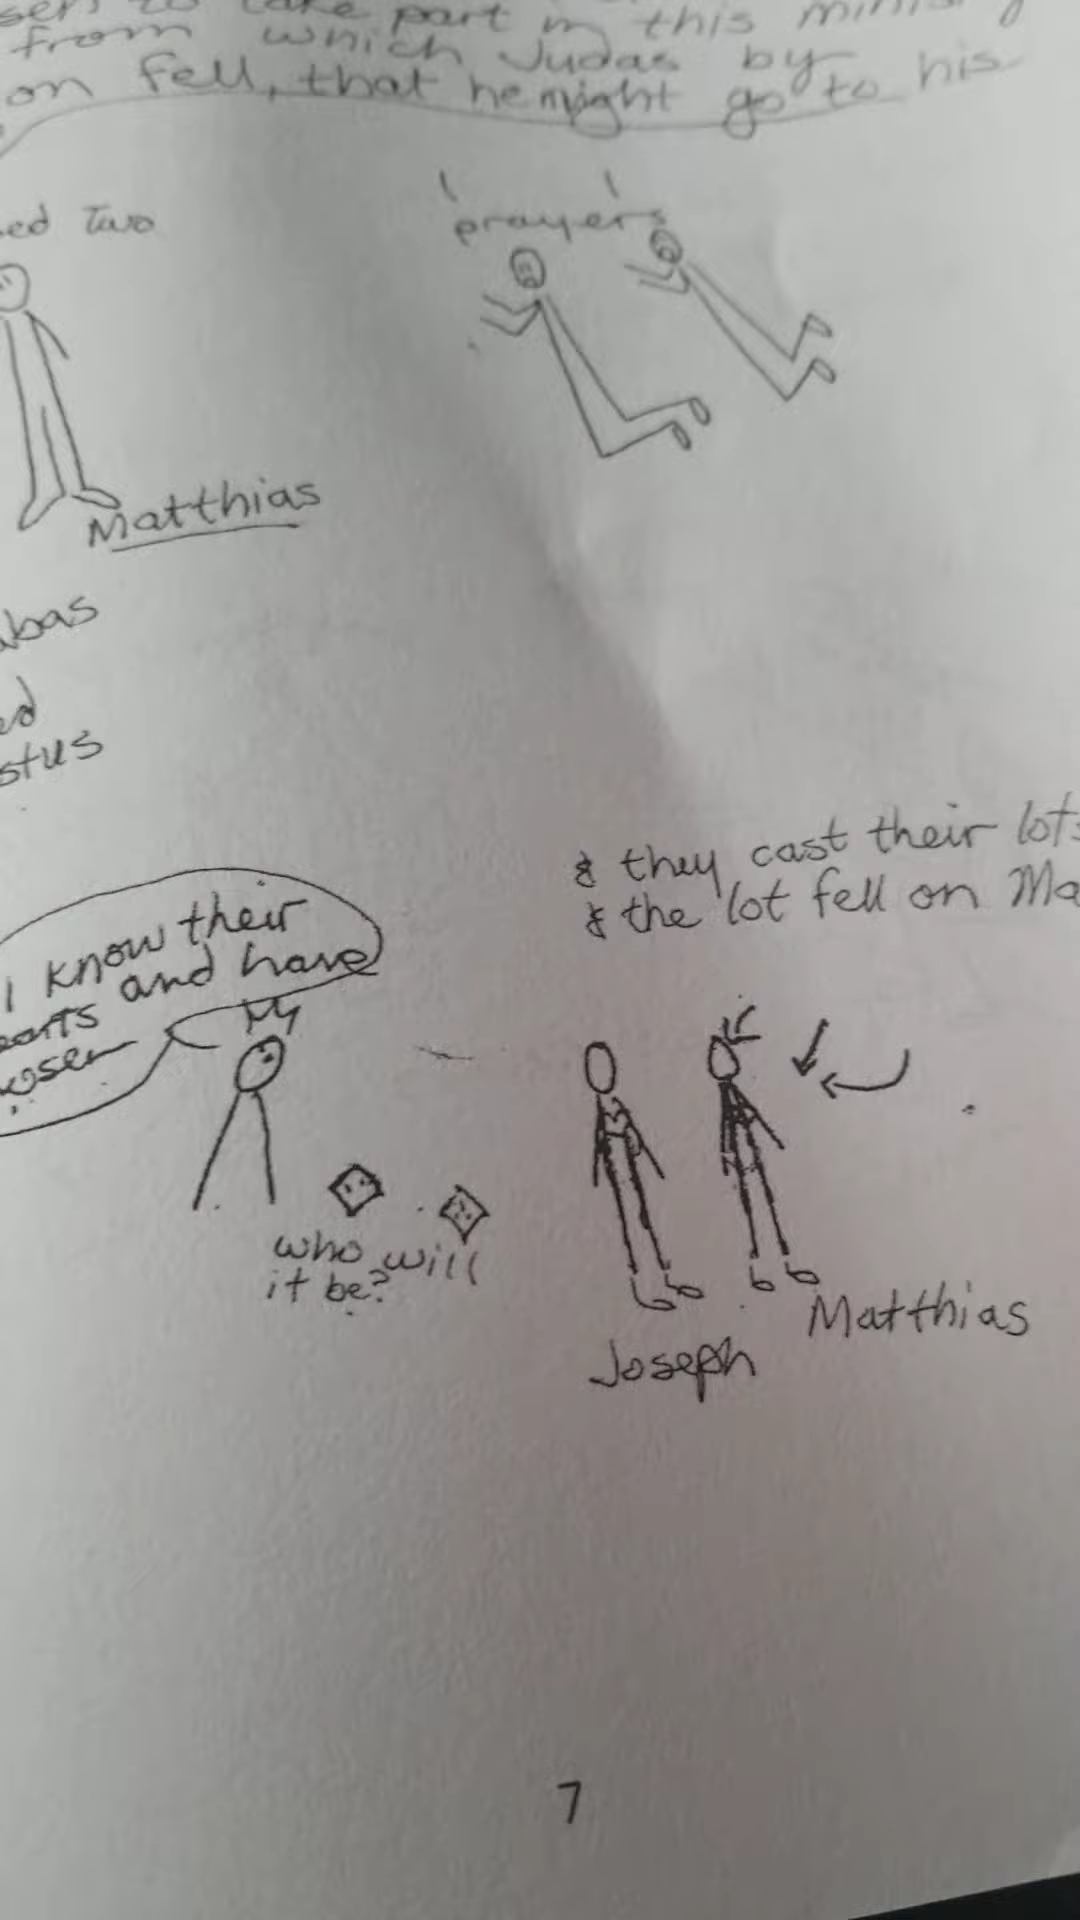 take part in this
from which Judas by
on fell, that he might go to his
Two
prayers
Matthias
& they cast their lots
& the lot fell on Ma
I know their
and have
who will
it be?
Matthias
Joseph
7